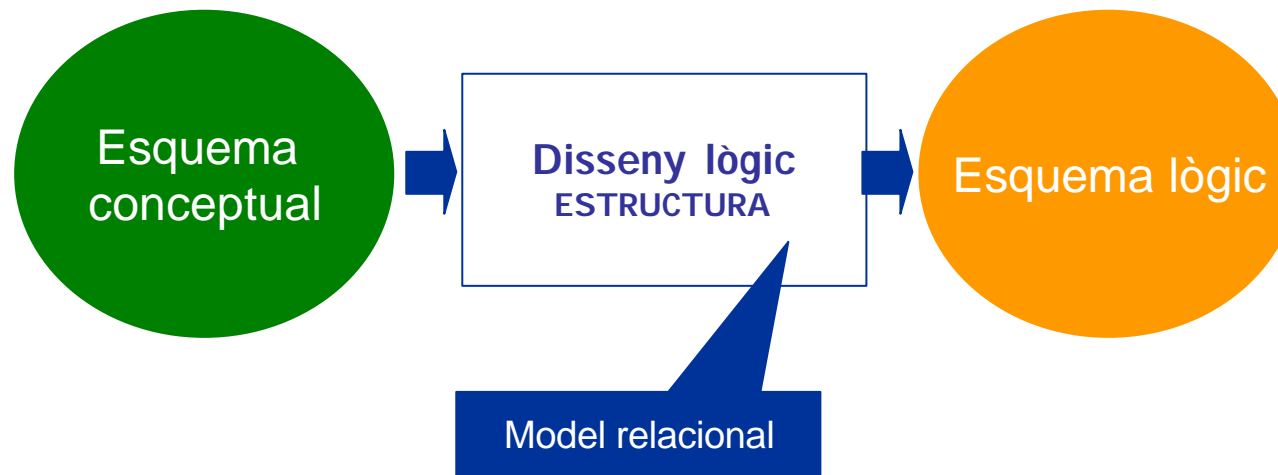 Esquema
conceptual
Disseny lògic
ESTRUCTURA
Esquema lògic
Model relacional